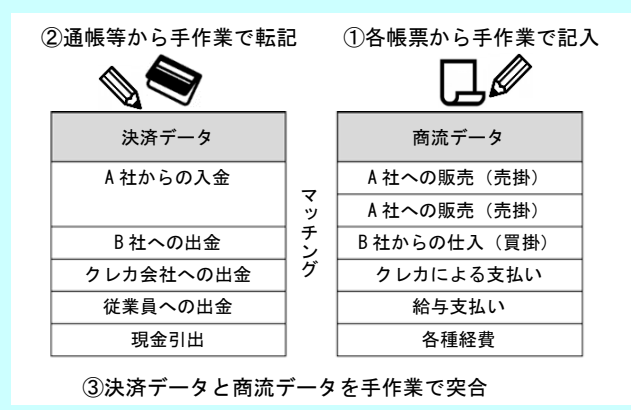 ②通帳等から手作業で転記
①各帳票から手作業で記入
決済データ
A社からの入金
B社への出金
クレカ会社への出金
従業員への出金
現金引出
マッチング
商流データ
A社への販売（売掛）
A社への販売（売掛）
B社からの仕入（買掛）
クレカによる支払い
給与支払い
各種経費
③決済データと商流データを手作業で突合